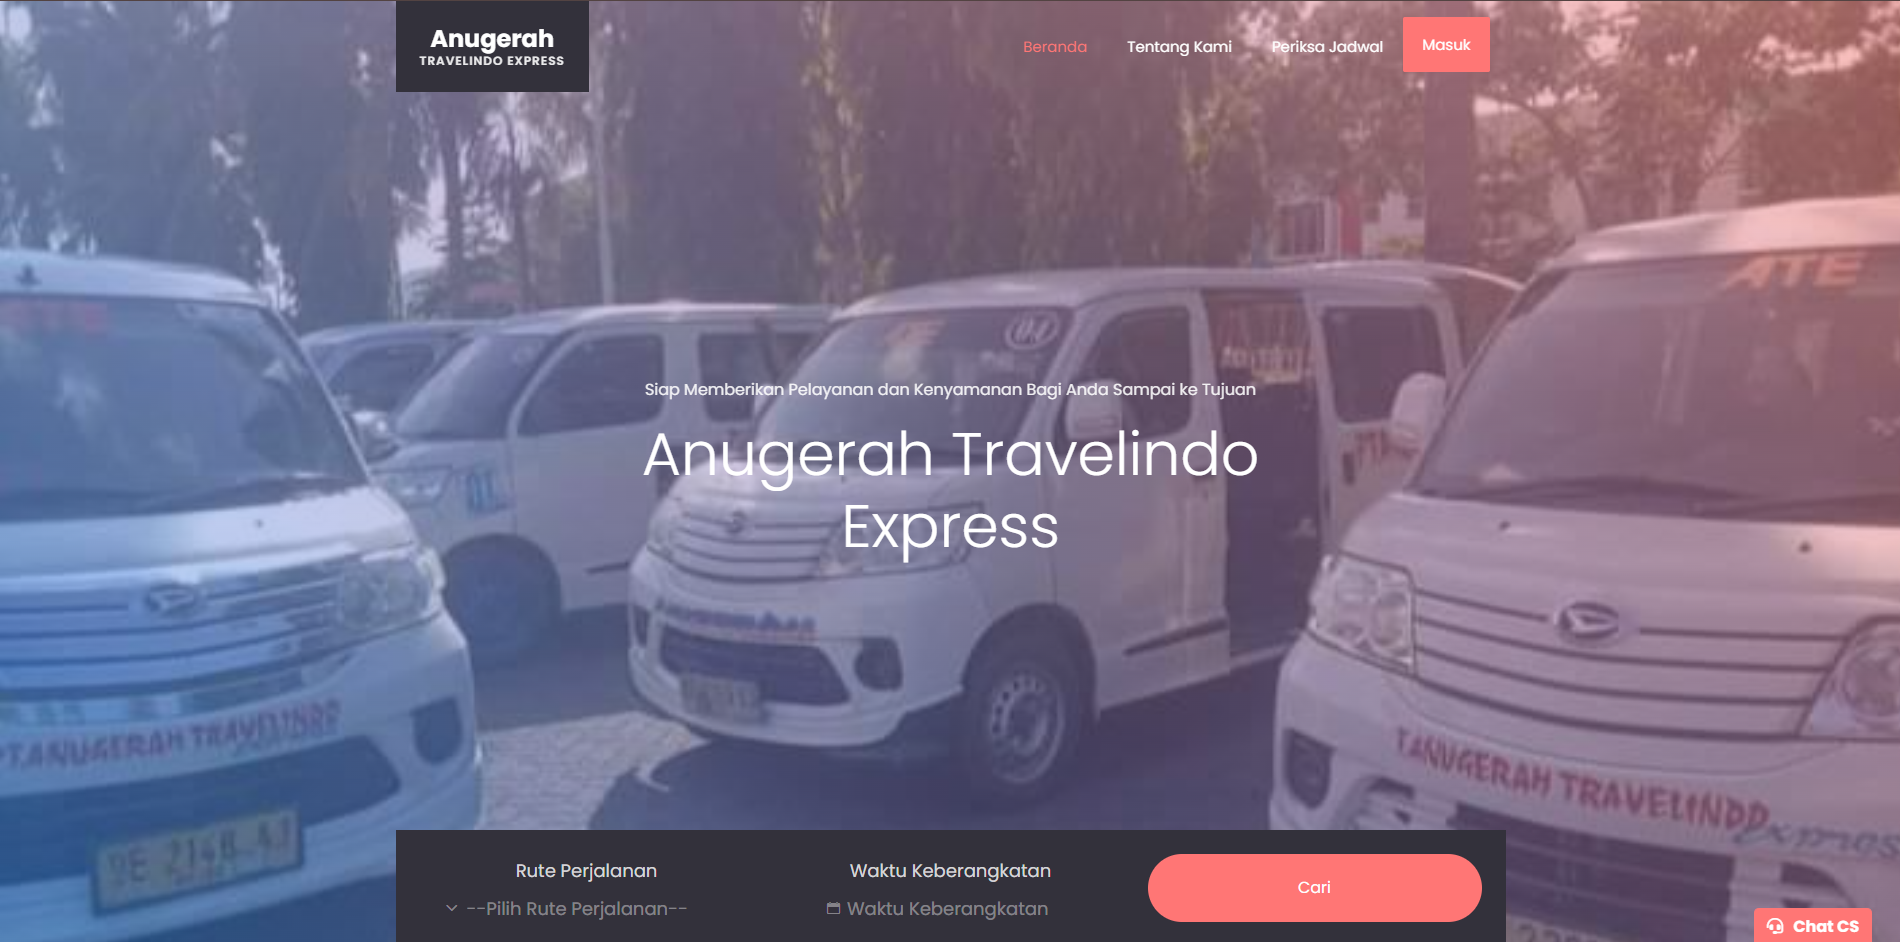 Anugerah
TRAVELINDO EXPRESS
Beranda
Tentang Kami
Periksa Jadwal
Masuk
ATE
04
Siap Memberikan Pelayanan dan Kenyamanan Bagi Anda Sampai ke Tujuan
Anugerah Travelindo
Express
T.ANUGERAH TRAVELINDO
T.ANUGERAH TRAVELINDO
Express
Rute Perjalanan
--Pilih Rute Perjalanan--
Waktu Keberangkatan
Waktu Keberangkatan
Cari
Chat CS